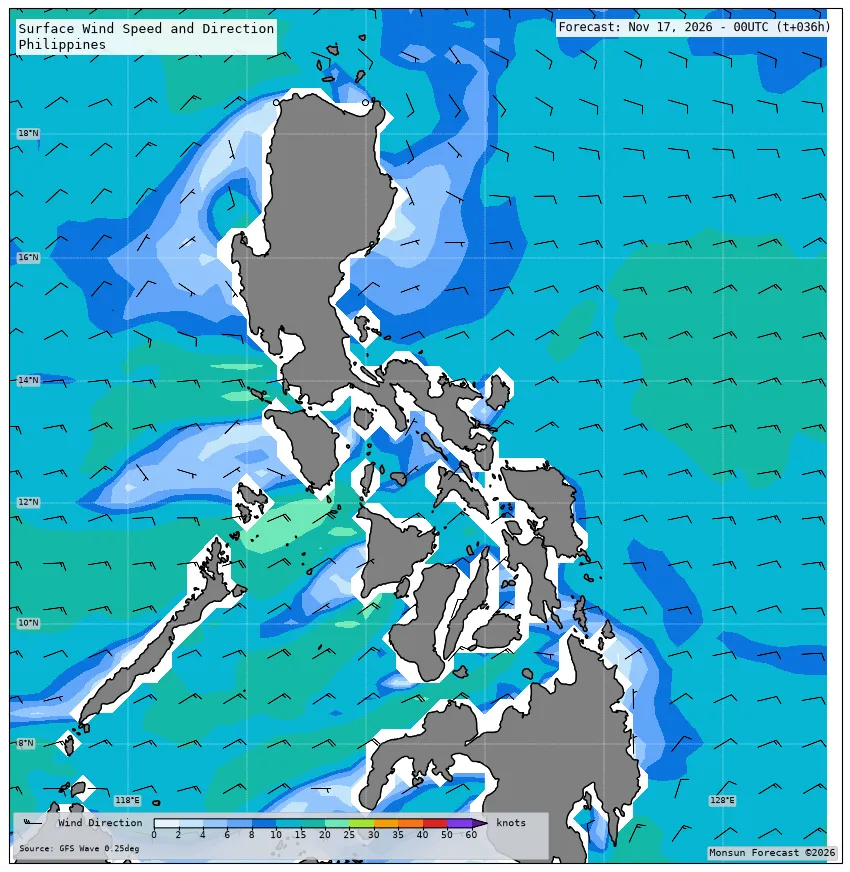 Surface Wind Speed and Direction
Philippines
Forecast: Nov 17, 2026 - 00UTC (t+036h)
18°N
16°N
14°N
12°N
10°N
8°N
118°E
128°E
Wind Direction
0 2 4 6 8 10 15 20 25 30 35 40 50 60
knots
Source: GFS Wave 0.25deg
Monsun Forecast ©2026